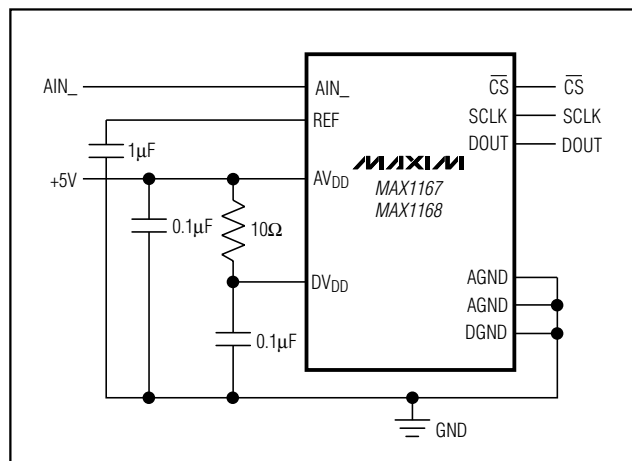 AIN_ AIN_ CS CS
REF SCLK SCLK
1µF DOUT DOUT
MAXIM
+5V AVDD MAX1167
MAX1168
0.1µF 10Ω
DVDD AGND
AGND
0.1µF DGND
GND